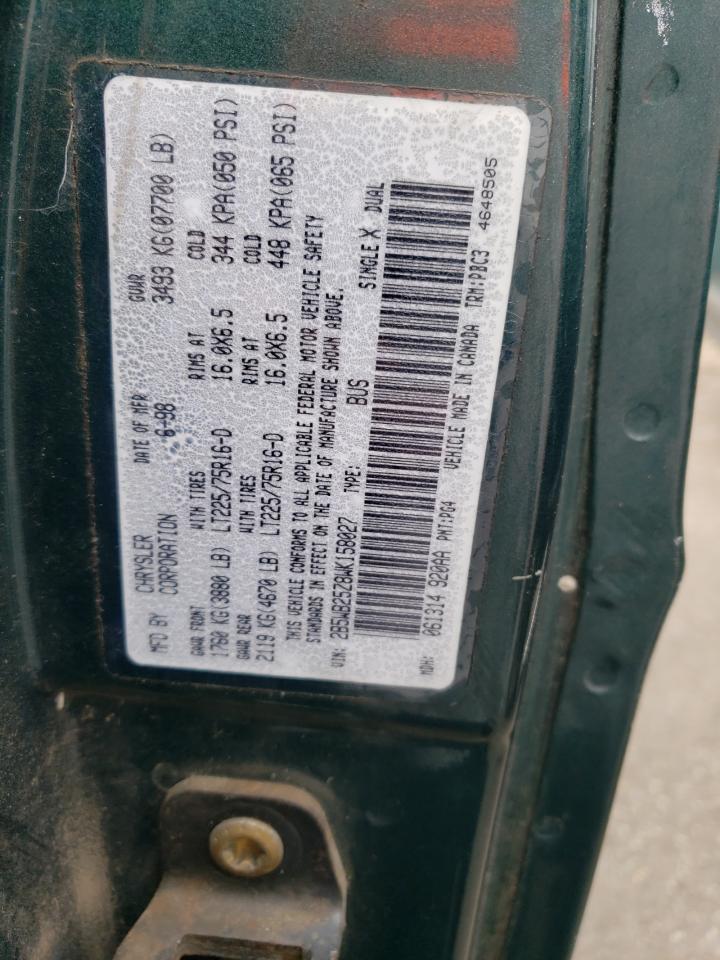 MFD BY CHRYSLER CORPORATION
DATE OF MFR 6-98
GVWR 3493 KG(07700 LB)
GAWR FRONT WITH TIRES RIMS AT COLD
1760 KG(3880 LB) LT225/75R16-D 16.0X6.5 344 KPA(050 PSI)
GAWR REAR WITH TIRES RIMS AT COLD
2119 KG(4670 LB) LT225/75R16-D 16.0X6.5 448 KPA(065 PSI)
THIS VEHICLE CONFORMS TO ALL APPLICABLE FEDERAL MOTOR VEHICLE SAFETY
STANDARDS IN EFFECT ON THE DATE OF MANUFACTURE SHOWN ABOVE.
VIN: 2B5WB25Z8WK158027 TYPE: BUS SINGLE X DUAL
MDH: 061314 920AA PNT:PG4 VEHICLE MADE IN CANADA TRM:PBC3 4648505